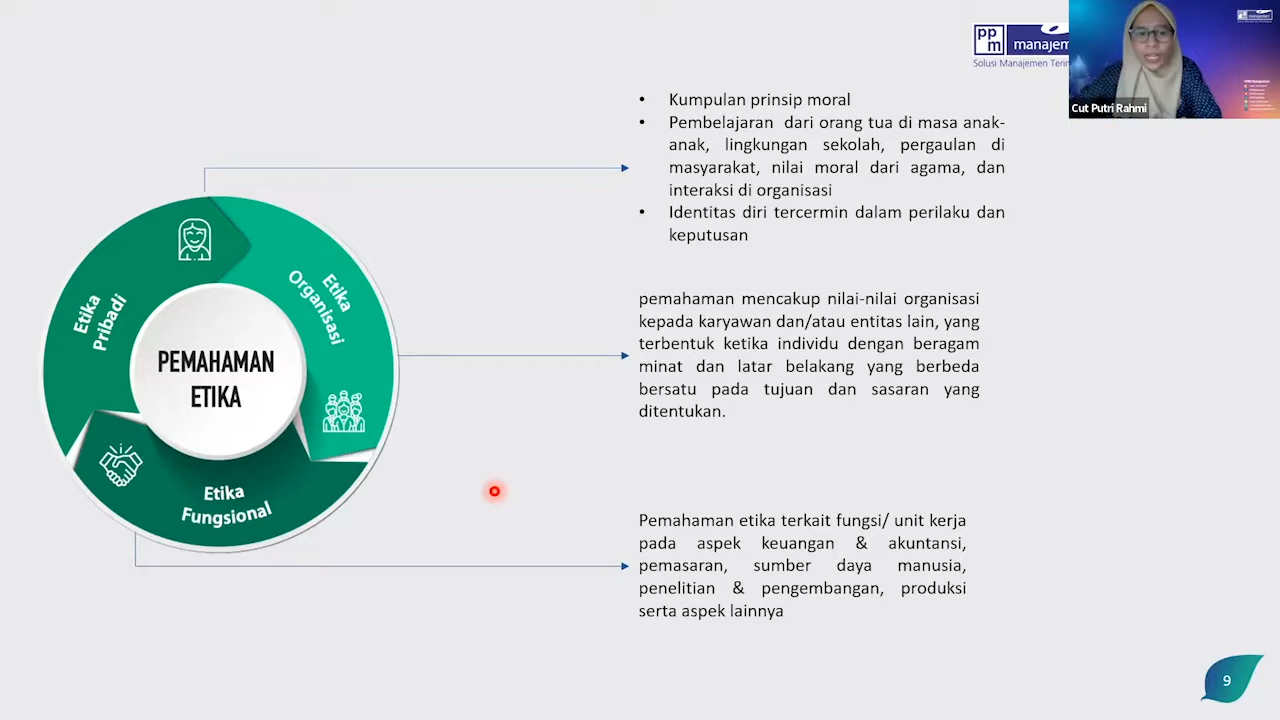 ppm
manajem
Solusi Manajemen Terin
Cut Putri Rahmi
• Kumpulan prinsip moral
• Pembelajaran dari orang tua di masa anak-
anak, lingkungan sekolah, pergaulan di
masyarakat, nilai moral dari agama, dan
interaksi di organisasi
• Identitas diri tercermin dalam perilaku dan
keputusan
Etika
Pribadi
Etika
Organisasi
PEMAHAMAN
ETIKA
Etika
Fungsional
pemahaman mencakup nilai-nilai organisasi
kepada karyawan dan/atau entitas lain, yang
terbentuk ketika individu dengan beragam
minat dan latar belakang yang berbeda
bersatu pada tujuan dan sasaran yang
ditentukan.
Pemahaman etika terkait fungsi/ unit kerja
pada aspek keuangan & akuntansi,
pemasaran, sumber daya manusia,
penelitian & pengembangan, produksi
serta aspek lainnya
9